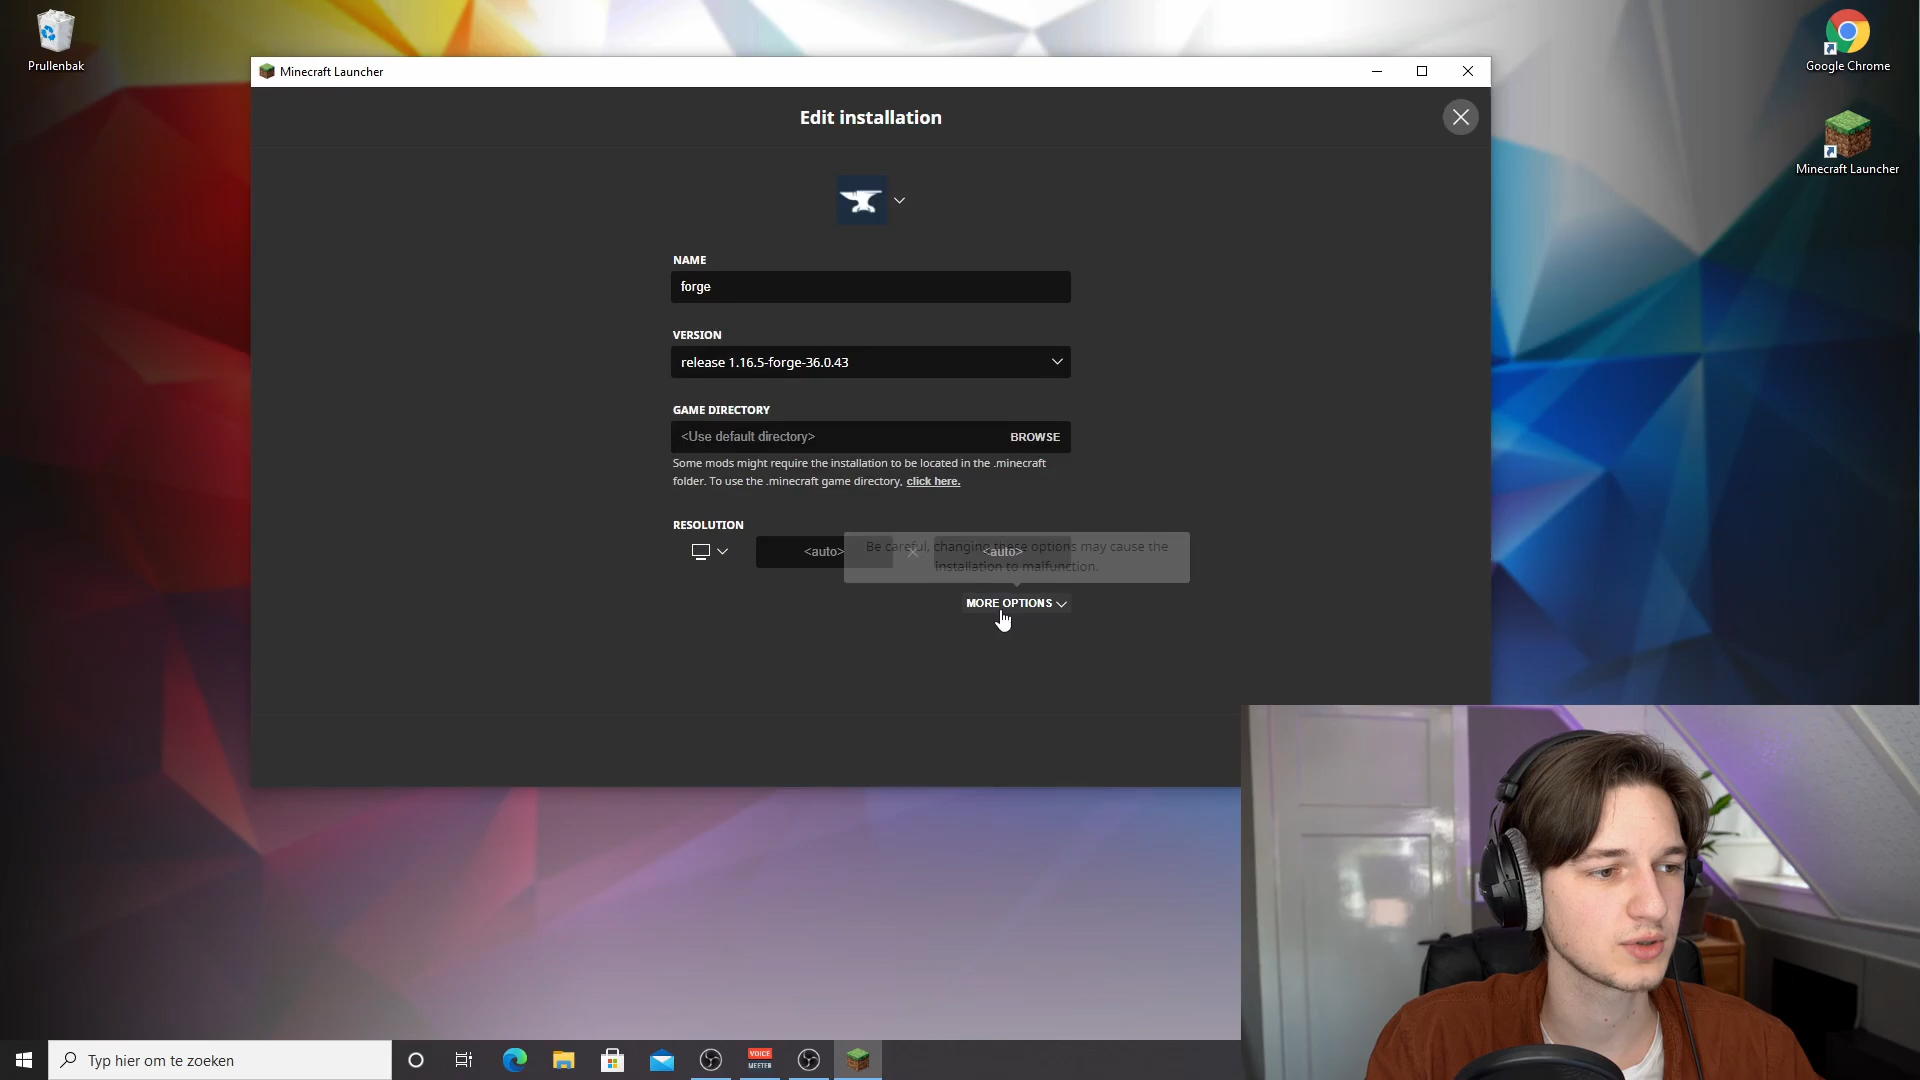 Prullenbak
Google Chrome
Minecraft Launcher
Minecraft Launcher
Edit installation
NAME
forge
VERSION
release 1.16.5-forge-36.0.43
GAME DIRECTORY
<Use default directory>
BROWSE
Some mods might require the installation to be located in the .minecraft
folder. To use the .minecraft game directory, click here.
RESOLUTION
<auto>
<auto>
Be careful, changing these options may cause the
installation to malfunction.
MORE OPTIONS
Typ hier om te zoeken
VOICE
MEETER